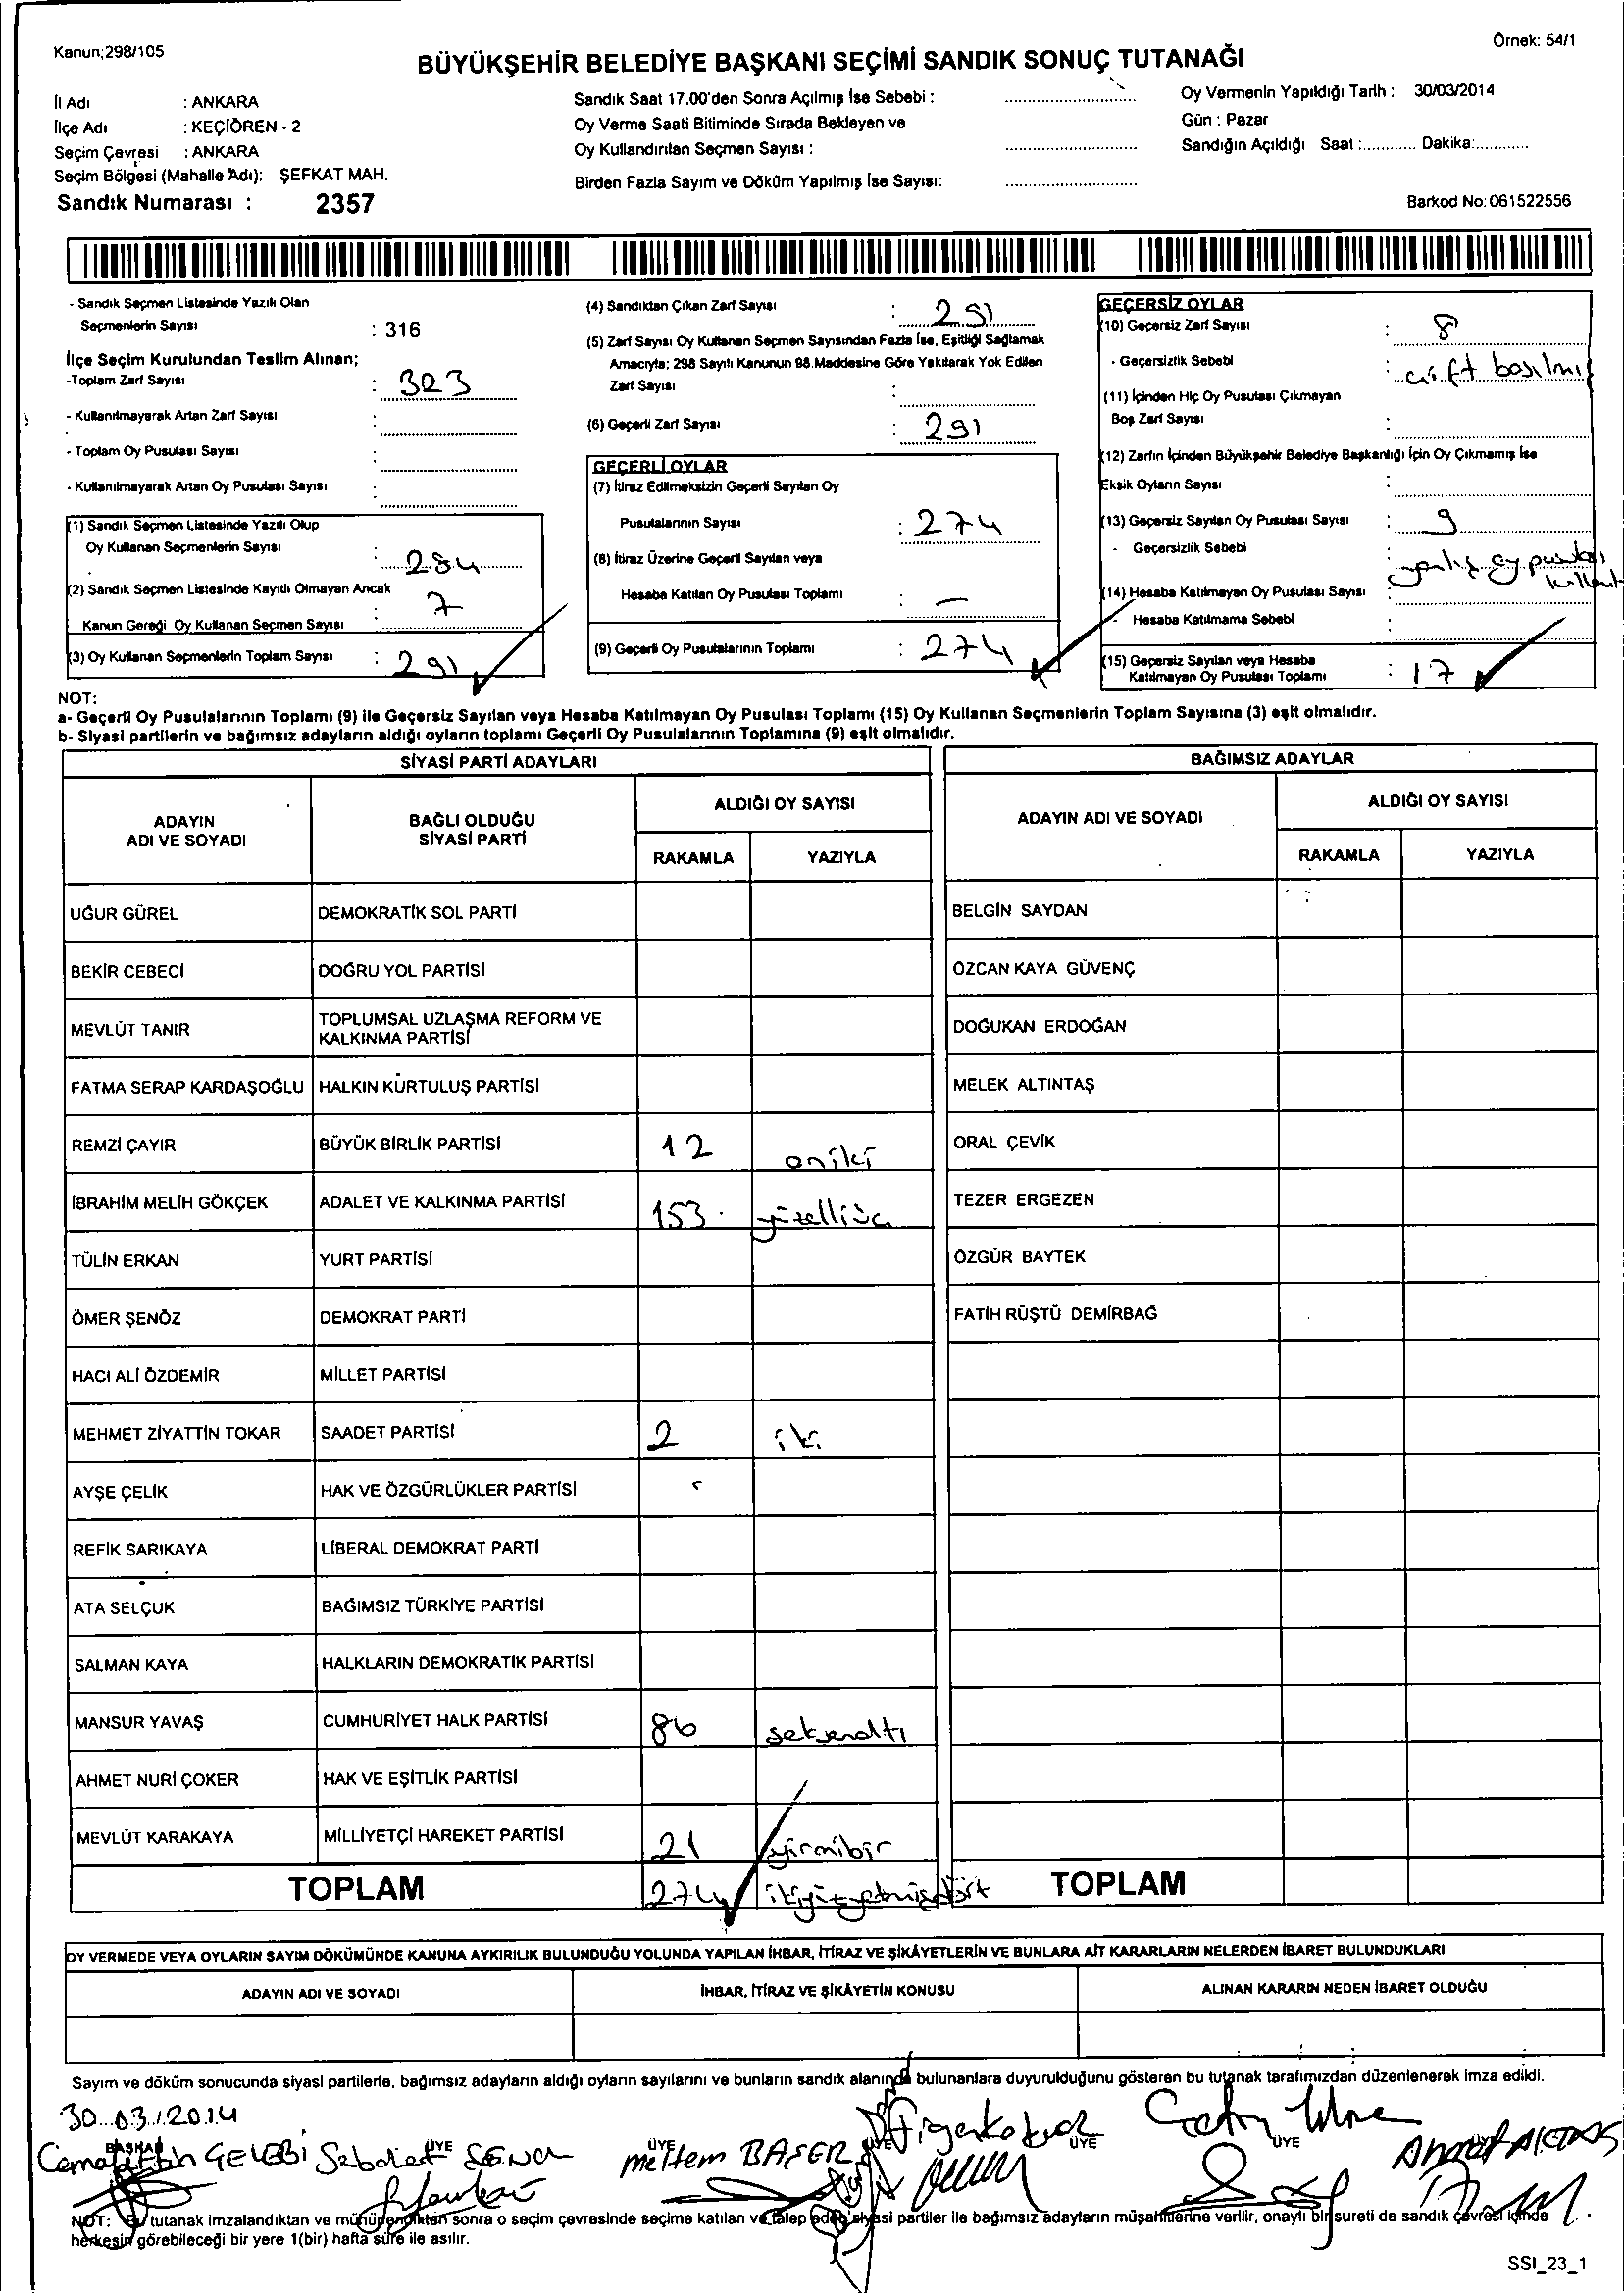 Kanun;298/105
Örnek: 54/1
BÜYÜKŞEHİR BELEDİYE BAŞKANI SEÇİMİ SANDIK SONUÇ TUTANAĞI
İl Adı : ANKARA
İlçe Adı : KEÇİÖREN - 2
Seçim Çevresi : ANKARA
Seçim Bölgesi (Mahalle Adı): ŞEFKAT MAH.
Sandık Numarası : 2357
Sandık Saat 17.00'den Sonra Açılmış İse Sebebi :
Oy Verme Saati Bitiminde Sırada Bekleyen ve
Oy Kullandırılan Seçmen Sayısı :
Birden Fazla Sayım ve Döküm Yapılmış İse Sayısı:
Oy Vermenin Yapıldığı Tarih : 30/03/2014
Gün : Pazar
Sandığın Açıldığı Saat :............ Dakika:............
Barkod No:061522556
- Sandık Seçmen Listesinde Yazılı Olan
Seçmenlerin Sayısı : 316
İlçe Seçim Kurulundan Teslim Alınan;
-Toplam Zarf Sayısı : 303
- Kullanılmayarak Artan Zarf Sayısı :
- Toplam Oy Pusulası Sayısı :
- Kullanılmayarak Artan Oy Pusulası Sayısı :
(1) Sandık Seçmen Listesinde Yazılı Olup
Oy Kullanan Seçmenlerin Sayısı : 284
(2) Sandık Seçmen Listesinde Kayıtlı Olmayan Ancak
Kanun Gereği Oy Kullanan Seçmen Sayısı : 7
(3) Oy Kullanan Seçmenlerin Toplam Sayısı : 291
(4) Sandıktan Çıkan Zarf Sayısı : 291
(5) Zarf Sayısı Oy Kullanan Seçmen Sayısından Fazla İse, Eşitliği Sağlamak
Amacıyla; 298 Sayılı Kanunun 98.Maddesine Göre Yakılarak Yok Edilen
Zarf Sayısı :
(6) Geçerli Zarf Sayısı : 291
GEÇERLİ OYLAR
(7) İtiraz Edilmeksizin Geçerli Sayılan Oy
Pusulalarının Sayısı : 274
(8) İtiraz Üzerine Geçerli Sayılan veya
Hesaba Katılan Oy Pusulası Toplamı : —
(9) Geçerli Oy Pusulalarının Toplamı : 274
GEÇERSİZ OYLAR
(10) Geçersiz Zarf Sayısı : 8
- Geçersizlik Sebebi : çift basılmış
(11) İçinden Hiç Oy Pusulası Çıkmayan
Boş Zarf Sayısı :
(12) Zarfın İçinden Büyükşehir Belediye Başkanlığı İçin Oy Çıkmamış İse
Eksik Oyların Sayısı :
(13) Geçersiz Sayılan Oy Pusulası Sayısı : 9
- Geçersizlik Sebebi : yanlış oy pusulası
(14) Hesaba Katılmayan Oy Pusulası Sayısı :
- Hesaba Katılmama Sebebi :
(15) Geçersiz Sayılan veya Hesaba
Katılmayan Oy Pusulası Toplamı : 17
NOT:
a- Geçerli Oy Pusulalarının Toplamı (9) ile Geçersiz Sayılan veya Hesaba Katılmayan Oy Pusulası Toplamı (15) Oy Kullanan Seçmenlerin Toplam Sayısına (3) eşit olmalıdır.
b- Siyasi partilerin ve bağımsız adayların aldığı oyların toplamı Geçerli Oy Pusulalarının Toplamına (9) eşit olmalıdır.
SİYASİ PARTİ ADAYLARI
ADAYIN ADI VE SOYADI BAĞLI OLDUĞU SİYASİ PARTİ ALDIĞI OY SAYISI
RAKAMLA YAZIYLA
UĞUR GÜREL DEMOKRATİK SOL PARTİ
BEKİR CEBECİ DOĞRU YOL PARTİSİ
MEVLÜT TANIR TOPLUMSAL UZLAŞMA REFORM VE KALKINMA PARTİSİ
FATMA SERAP KARDAŞOĞLU HALKIN KURTULUŞ PARTİSİ
REMZİ ÇAYIR BÜYÜK BİRLİK PARTİSİ 12 oniki
İBRAHİM MELİH GÖKÇEK ADALET VE KALKINMA PARTİSİ 153 yüzelliüç
TÜLİN ERKAN YURT PARTİSİ
ÖMER ŞENÖZ DEMOKRAT PARTİ
HACI ALİ ÖZDEMİR MİLLET PARTİSİ
MEHMET ZİYATTİN TOKAR SAADET PARTİSİ 2 iki
AYŞE ÇELİK HAK VE ÖZGÜRLÜKLER PARTİSİ
REFİK SARIKAYA LİBERAL DEMOKRAT PARTİ
ATA SELÇUK BAĞIMSIZ TÜRKİYE PARTİSİ
SALMAN KAYA HALKLARIN DEMOKRATİK PARTİSİ
MANSUR YAVAŞ CUMHURİYET HALK PARTİSİ 86 seksenaltı
AHMET NURİ ÇOKER HAK VE EŞİTLİK PARTİSİ
MEVLÜT KARAKAYA MİLLİYETÇİ HAREKET PARTİSİ 21 yirmibir
TOPLAM 274 ikiyüzyetmişdört
BAĞIMSIZ ADAYLAR
ADAYIN ADI VE SOYADI ALDIĞI OY SAYISI
RAKAMLA YAZIYLA
BELGİN SAYDAN
ÖZCAN KAYA GÜVENÇ
DOĞUKAN ERDOĞAN
MELEK ALTINTAŞ
ORAL ÇEVİK
TEZER ERGEZEN
ÖZGÜR BAYTEK
FATİH RÜŞTÜ DEMİRBAĞ
TOPLAM
OY VERMEDE VEYA OYLARIN SAYIM DÖKÜMÜNDE KANUNA AYKIRILIK BULUNDUĞU YOLUNDA YAPILAN İHBAR, İTİRAZ VE ŞİKÂYETLERİN VE BUNLARA AİT KARARLARIN NELERDEN İBARET BULUNDUKLARI
ADAYIN ADI VE SOYADI İHBAR, İTİRAZ VE ŞİKÂYETİN KONUSU ALINAN KARARIN NEDEN İBARET OLDUĞU
Sayım ve döküm sonucunda siyasi partilerle, bağımsız adayların aldığı oyların sayılarını ve bunların sandık alanında bulunanlara duyurulduğunu gösteren bu tutanak tarafımızdan düzenlenerek imza edildi.
30.03.2014
BAŞKAN ÜYE ÜYE ÜYE ÜYE ÜYE
Meltem BAŞER Ahmet AKTAŞ
NOT: Bu tutanak imzalandıktan ve mühürlendikten sonra o seçim çevresinde seçime katılan ve talep eden siyasi partiler ile bağımsız adayların müşahitlerine verilir, onaylı bir sureti de sandık çevresi içinde
herkesin görebileceği bir yere 1(bir) hafta süre ile asılır.
SSI_23_1